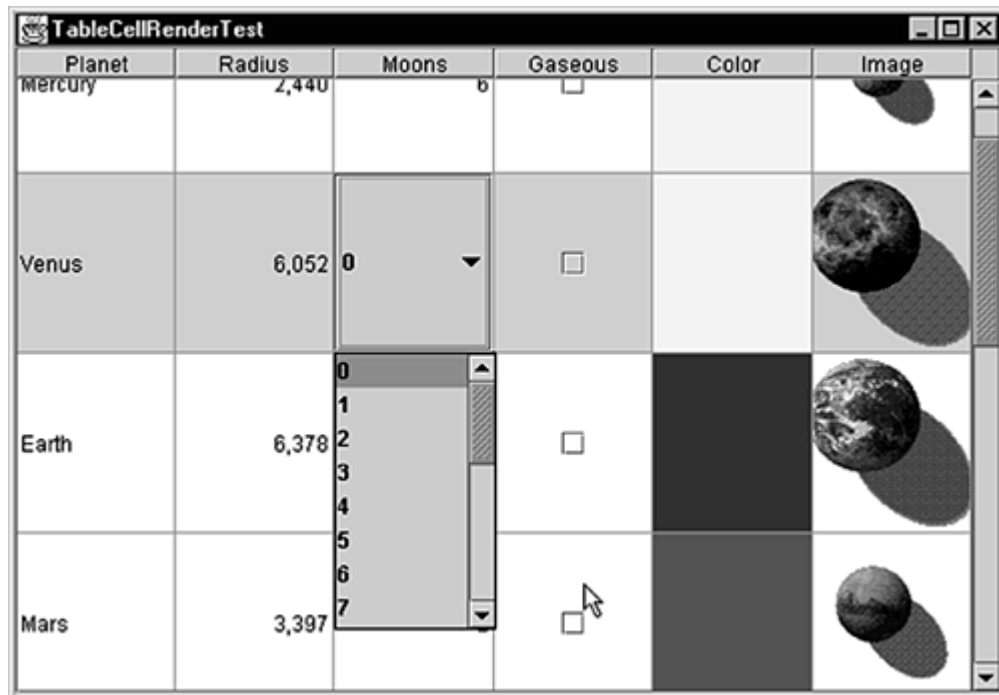 TableCellRenderTest
Planet Radius Moons Gaseous Color Image
Mercury 2,440 6
Venus 6,052 0
0
1
2
Earth 6,378
3
4
5
6
7
Mars 3,397